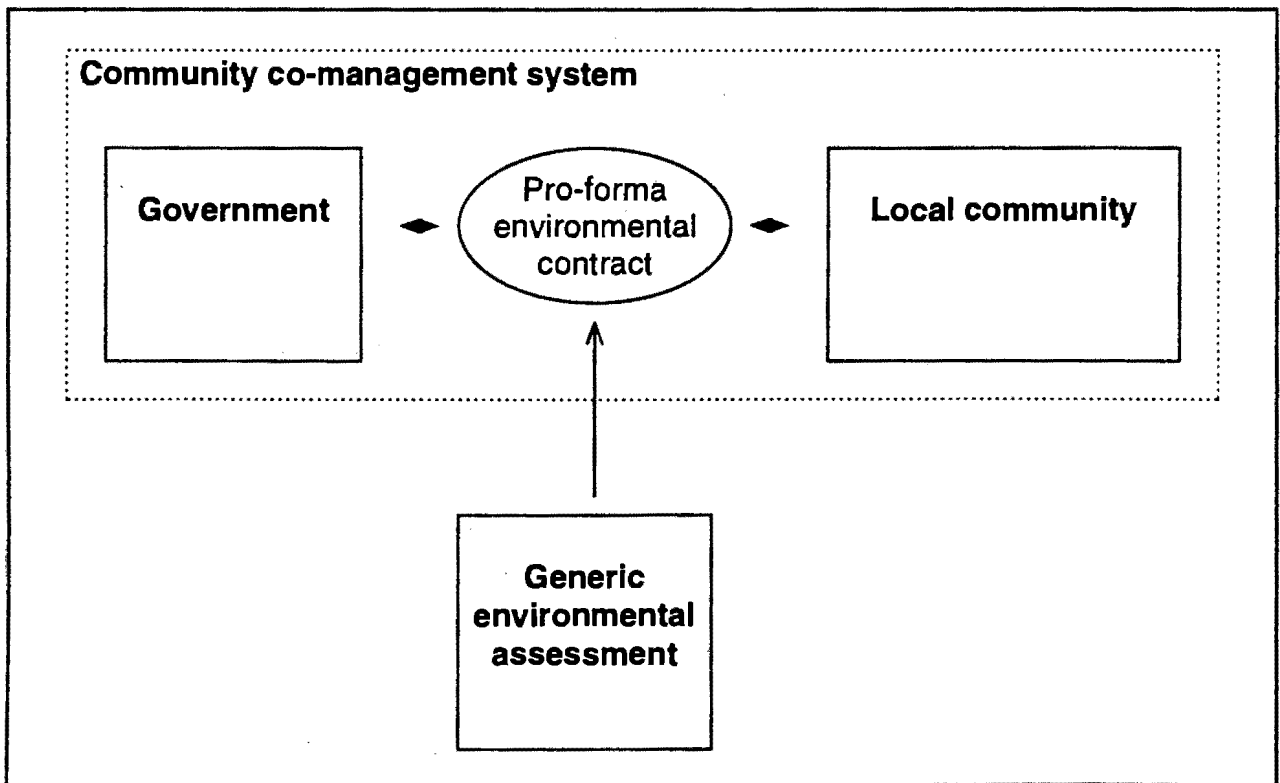 Community co-management system
Government
Pro-forma
environmental
contract
Local community
Generic
environmental
assessment